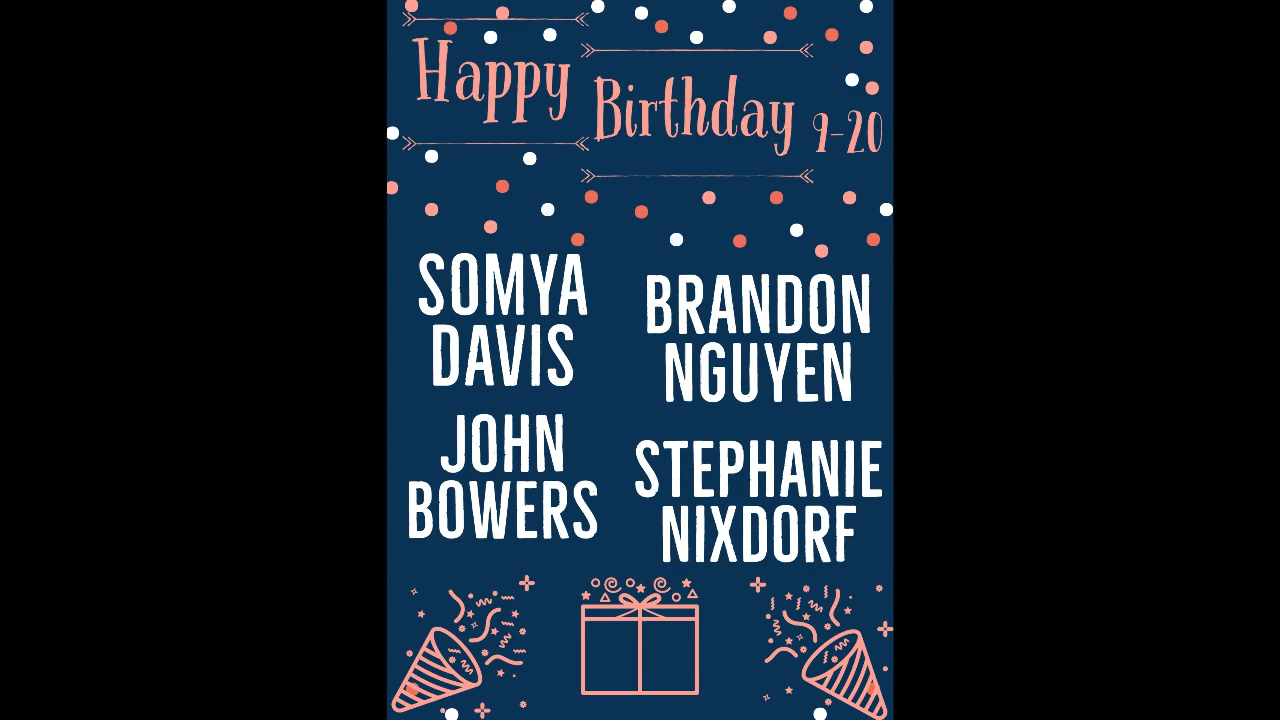 Happy
Birthday 9-20
SOMYA
DAVIS
BRANDON
NGUYEN
JOHN
BOWERS
STEPHANIE
NIXDORF